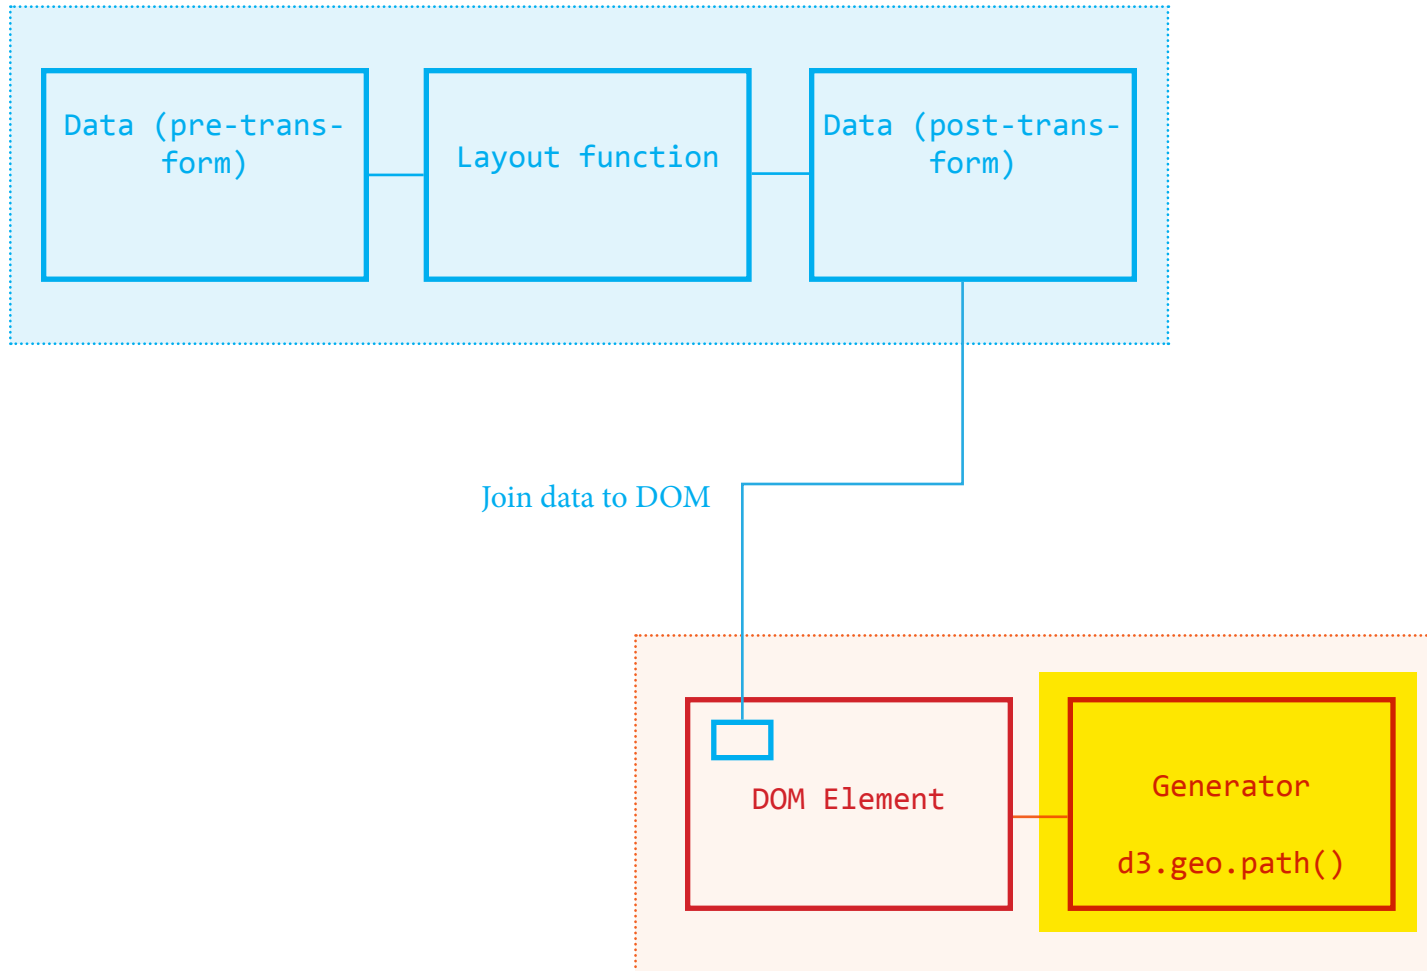 Data (pre-trans-
form)
Layout function
Data (post-trans-
form)
Join data to DOM
DOM Element
Generator
d3.geo.path()